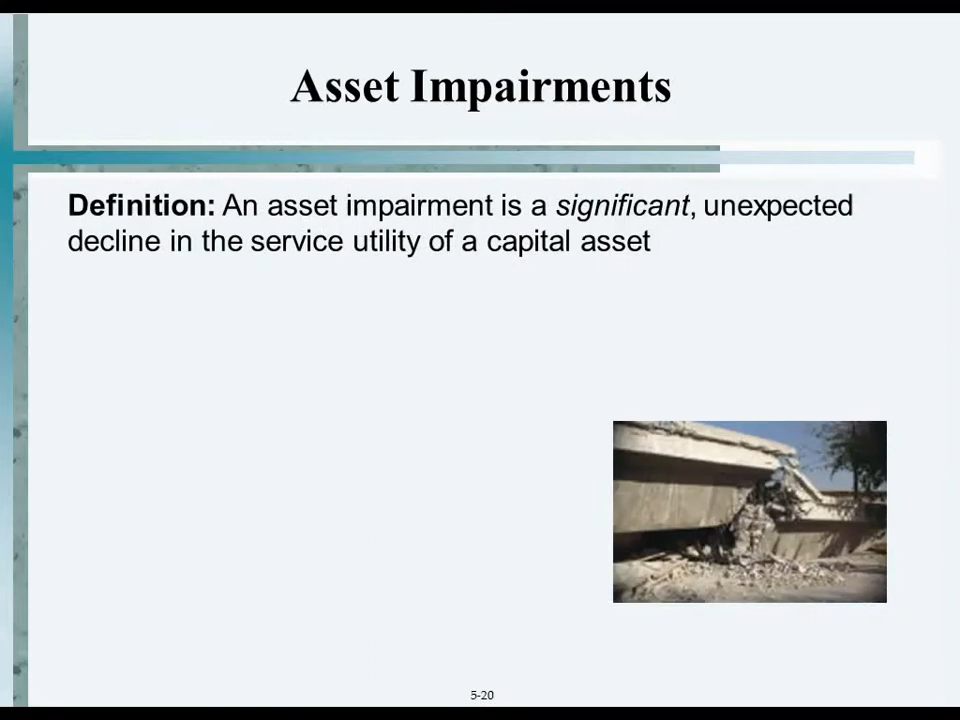 Asset Impairments
Definition: An asset impairment is a significant, unexpected
decline in the service utility of a capital asset
5-20